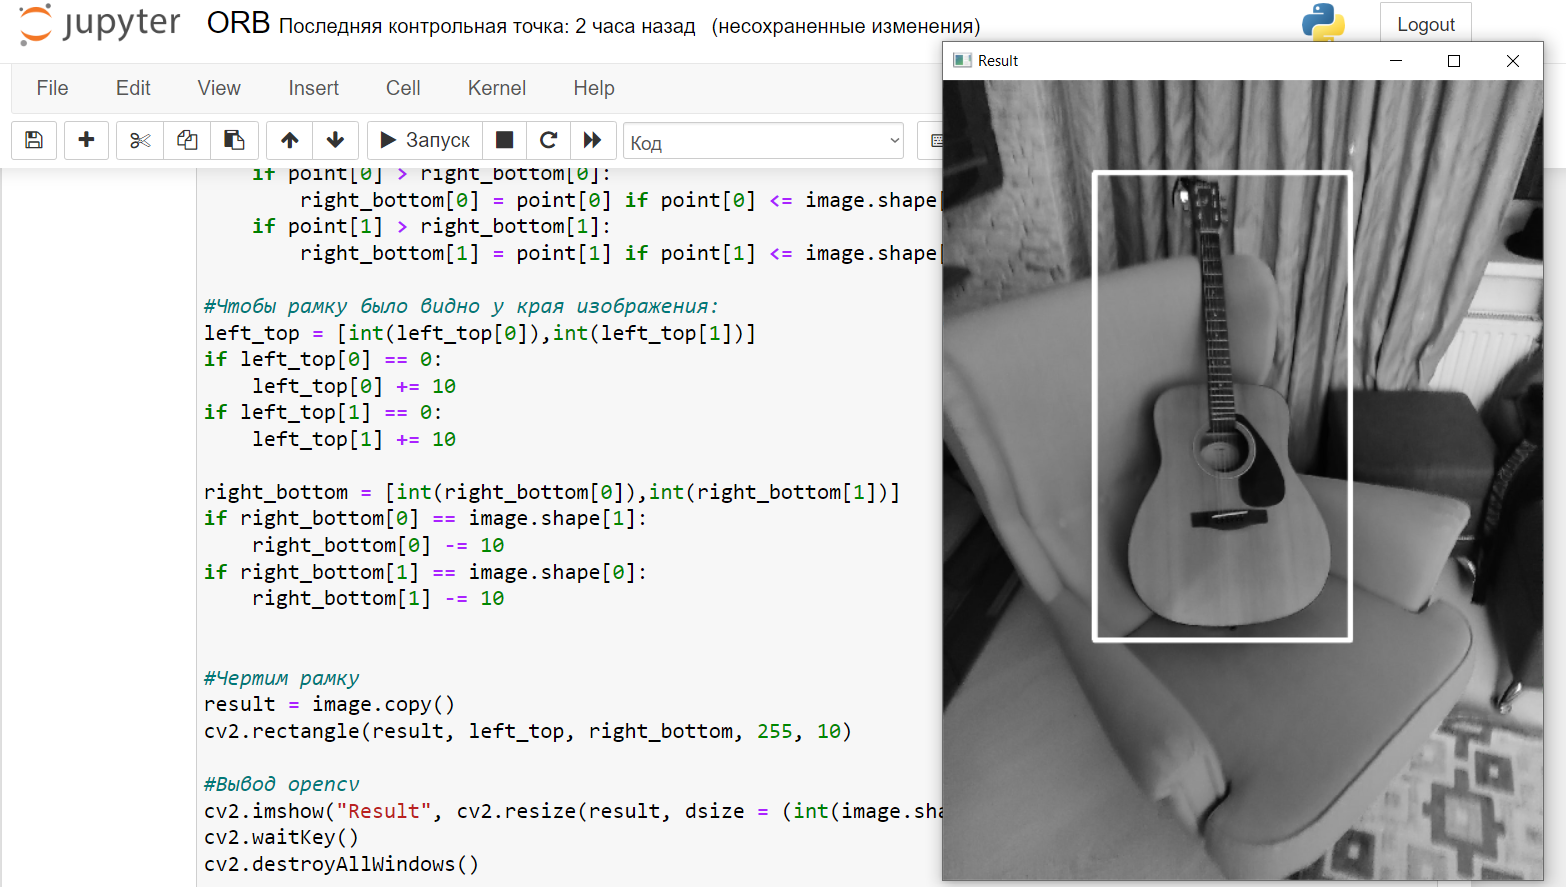 jupyter ORB Последняя контрольная точка: 2 часа назад (несохраненные изменения)
Logout
Result
File Edit View Insert Cell Kernel Help
Запуск
Код
if point[0] > right_bottom[0]:
right_bottom[0] = point[0] if point[0] <= image.shape[
if point[1] > right_bottom[1]:
right_bottom[1] = point[1] if point[1] <= image.shape[
#Чтобы рамку было видно у края изображения:
left_top = [int(left_top[0]),int(left_top[1])]
if left_top[0] == 0:
left_top[0] += 10
if left_top[1] == 0:
left_top[1] += 10
right_bottom = [int(right_bottom[0]),int(right_bottom[1])]
if right_bottom[0] == image.shape[1]:
right_bottom[0] -= 10
if right_bottom[1] == image.shape[0]:
right_bottom[1] -= 10
#Чертим рамку
result = image.copy()
cv2.rectangle(result, left_top, right_bottom, 255, 10)
#Вывод opencv
cv2.imshow("Result", cv2.resize(result, dsize = (int(image.sha
cv2.waitKey()
cv2.destroyAllWindows()